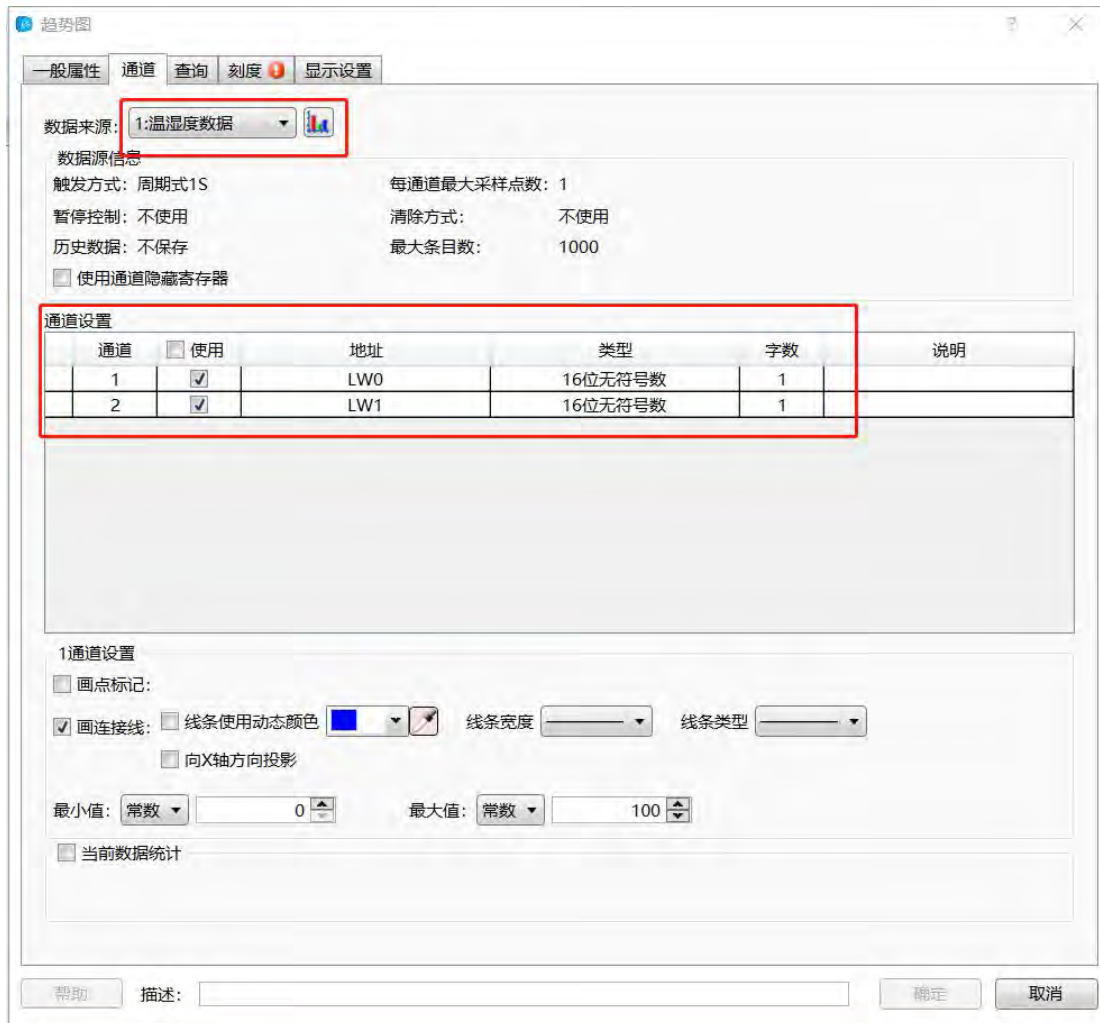 趋势图
一般属性 通道 查询 刻度 显示设置
数据来源: 1:温湿度数据
数据源信息
触发方式: 周期式1S 每通道最大采样点数: 1
暂停控制: 不使用 清除方式: 不使用
历史数据: 不保存 最大条目数: 1000
使用通道隐藏寄存器
通道设置
通道 使用 地址 类型 字数 说明
1 LW0 16位无符号数 1
2 LW1 16位无符号数 1
1通道设置
画点标记:
画连接线: 线条使用动态颜色 线条宽度 线条类型
向X轴方向投影
最小值: 常数 0 最大值: 常数 100
当前数据统计
帮助 描述: 确定 取消